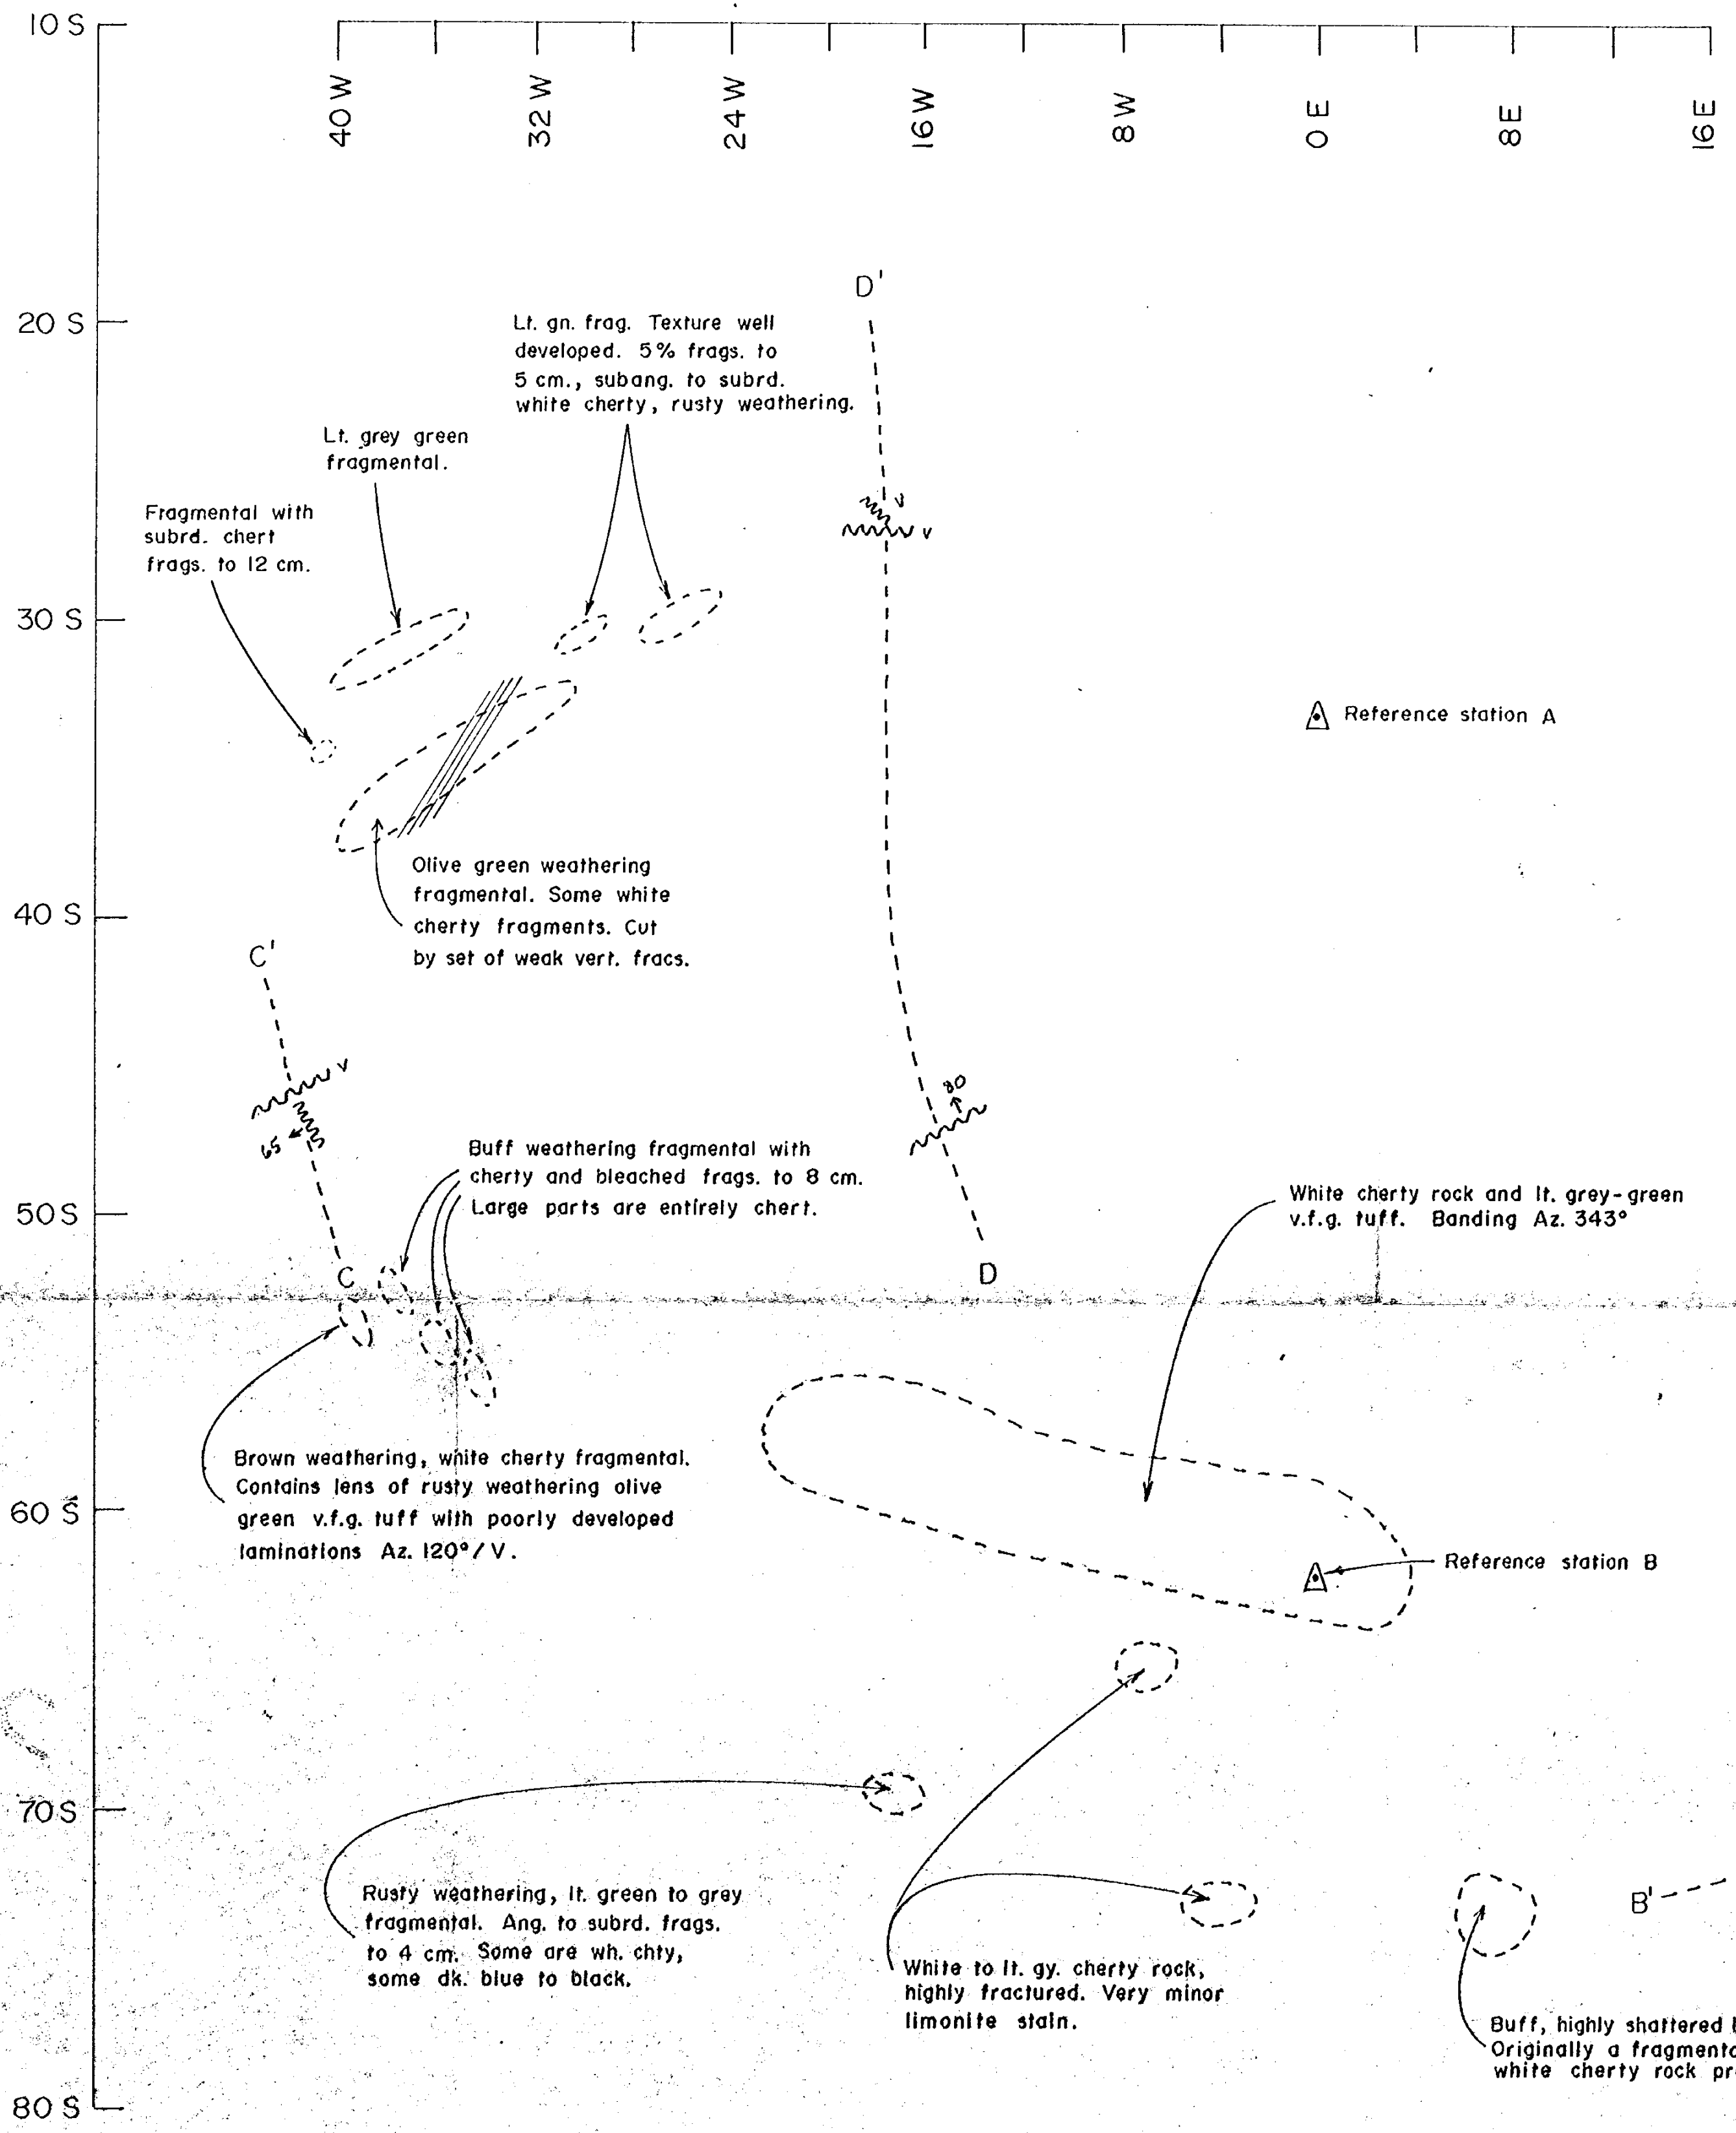 10 S
40 W
32 W
24 W
16 W
8 W
0 E
8 E
16 E
D'
20 S
Lt. gn. frag. Texture well
developed. 5% frags. to
5 cm., subang. to subrd.
white cherty, rusty weathering.
Lt. grey green
fragmental.
Fragmental with
subrd. chert
frags. to 12 cm.
v
v
30 S
Reference station A
Olive green weathering
fragmental. Some white
cherty fragments. Cut
by set of weak vert. fracs.
40 S
C'
v
65
80
Buff weathering fragmental with
cherty and bleached frags. to 8 cm.
Large parts are entirely chert.
White cherty rock and lt. grey-green
v.f.g. tuff. Banding Az. 343°
50 S
C
D
Brown weathering, white cherty fragmental.
Contains lens of rusty weathering olive
green v.f.g. tuff with poorly developed
laminations Az. 120°/V.
60 S
Reference station B
70 S
Rusty weathering, lt. green to grey
fragmental. Ang. to subrd. frags.
to 4 cm. Some are wh. chty,
some dk. blue to black.
White to lt. gy. cherty rock,
highly fractured. Very minor
limonite stain.
B'
Buff, highly shattered
Originally a fragmenta
white cherty rock pr
80 S